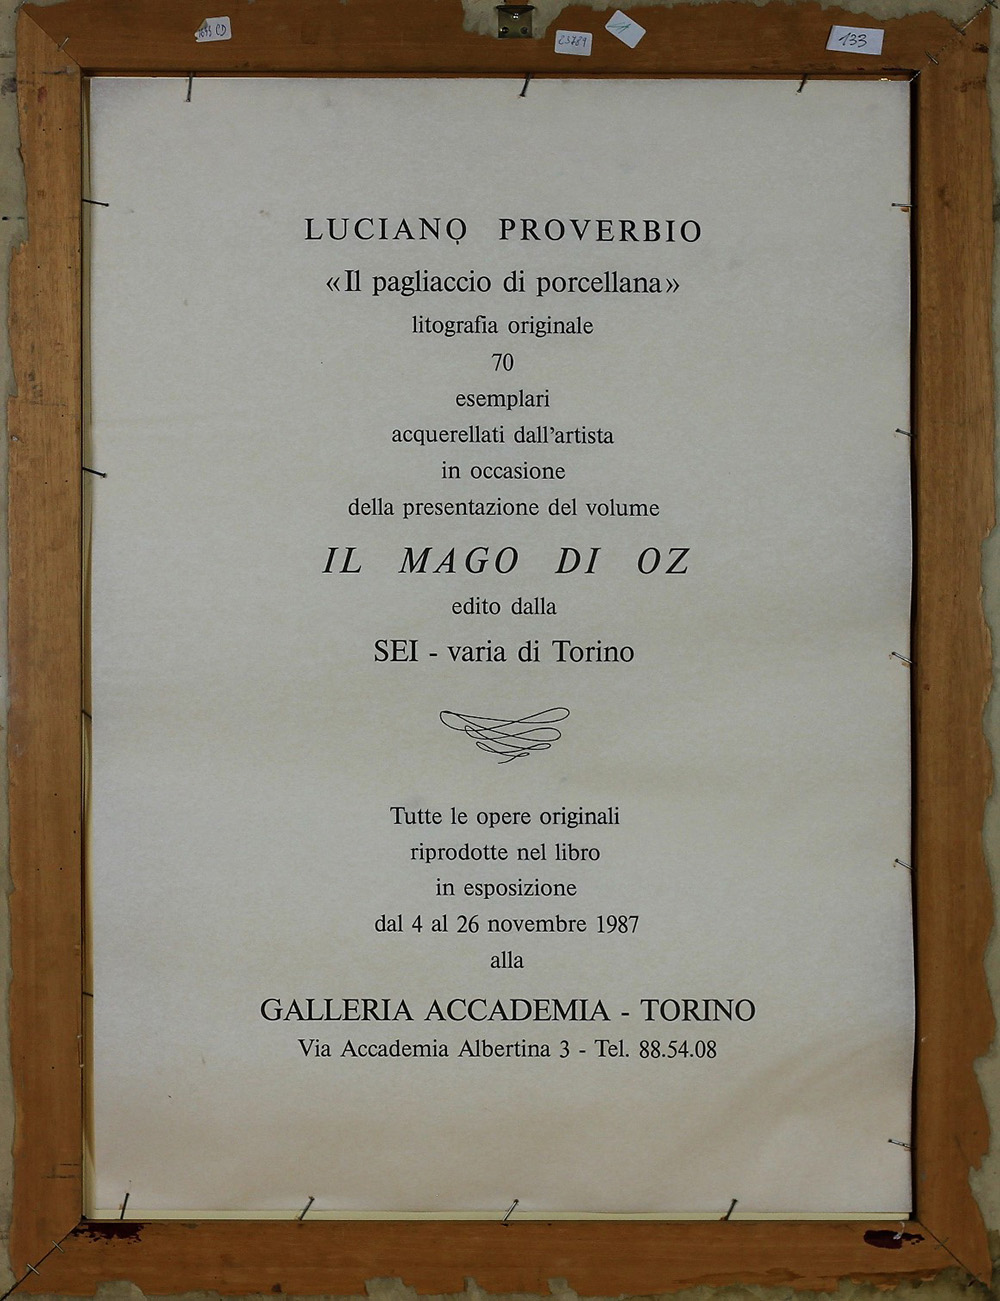 1693 CD
23789
133
LUCIANO PROVERBIO
«Il pagliaccio di porcellana»
litografia originale
70
esemplari
acquerellati dall'artista
in occasione
della presentazione del volume
IL MAGO DI OZ
edito dalla
SEI - varia di Torino
Tutte le opere originali
riprodotte nel libro
in esposizione
dal 4 al 26 novembre 1987
alla
GALLERIA ACCADEMIA - TORINO
Via Accademia Albertina 3 - Tel. 88.54.08